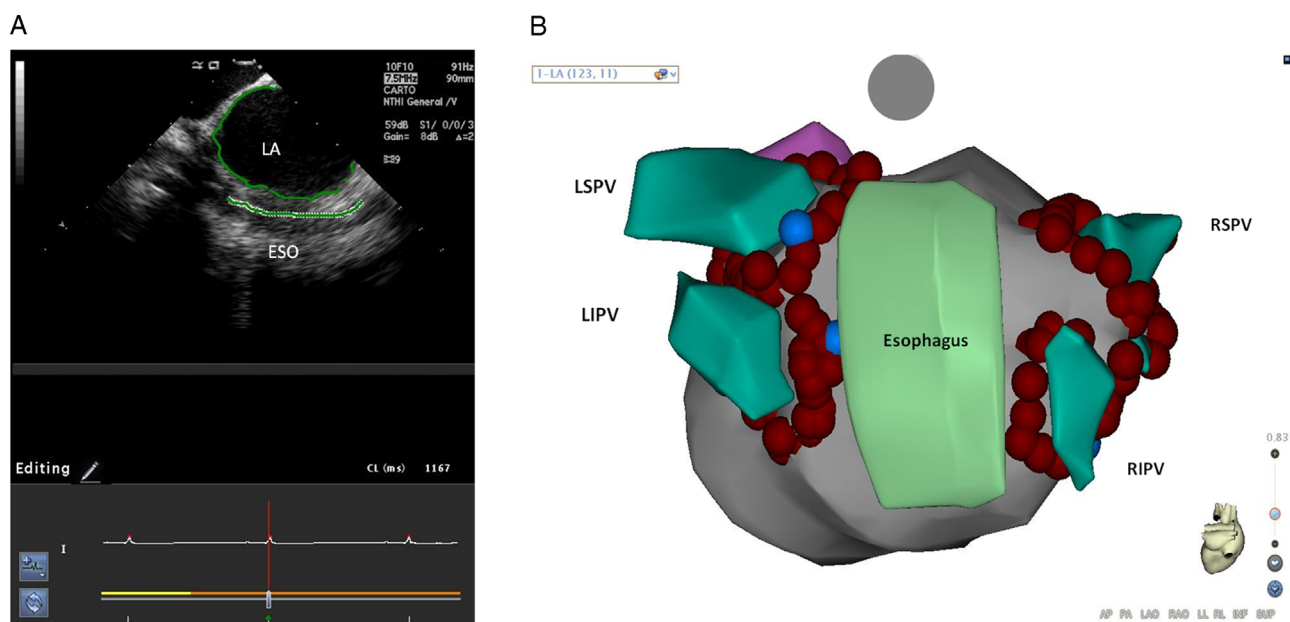 A
10F10 91Hz
7.5MHz 90mm
CARTO
NTHI General /V
59dB S1/ 0/0/3
Gain= 8dB Δ=2
LA
ESO
Editing
CL (ms) 1167
I
B
1-LA (123, 11)
LSPV
RSPV
LIPV
Esophagus
RIPV
0.83
AP PA LAO RAO LL RL INF SUP